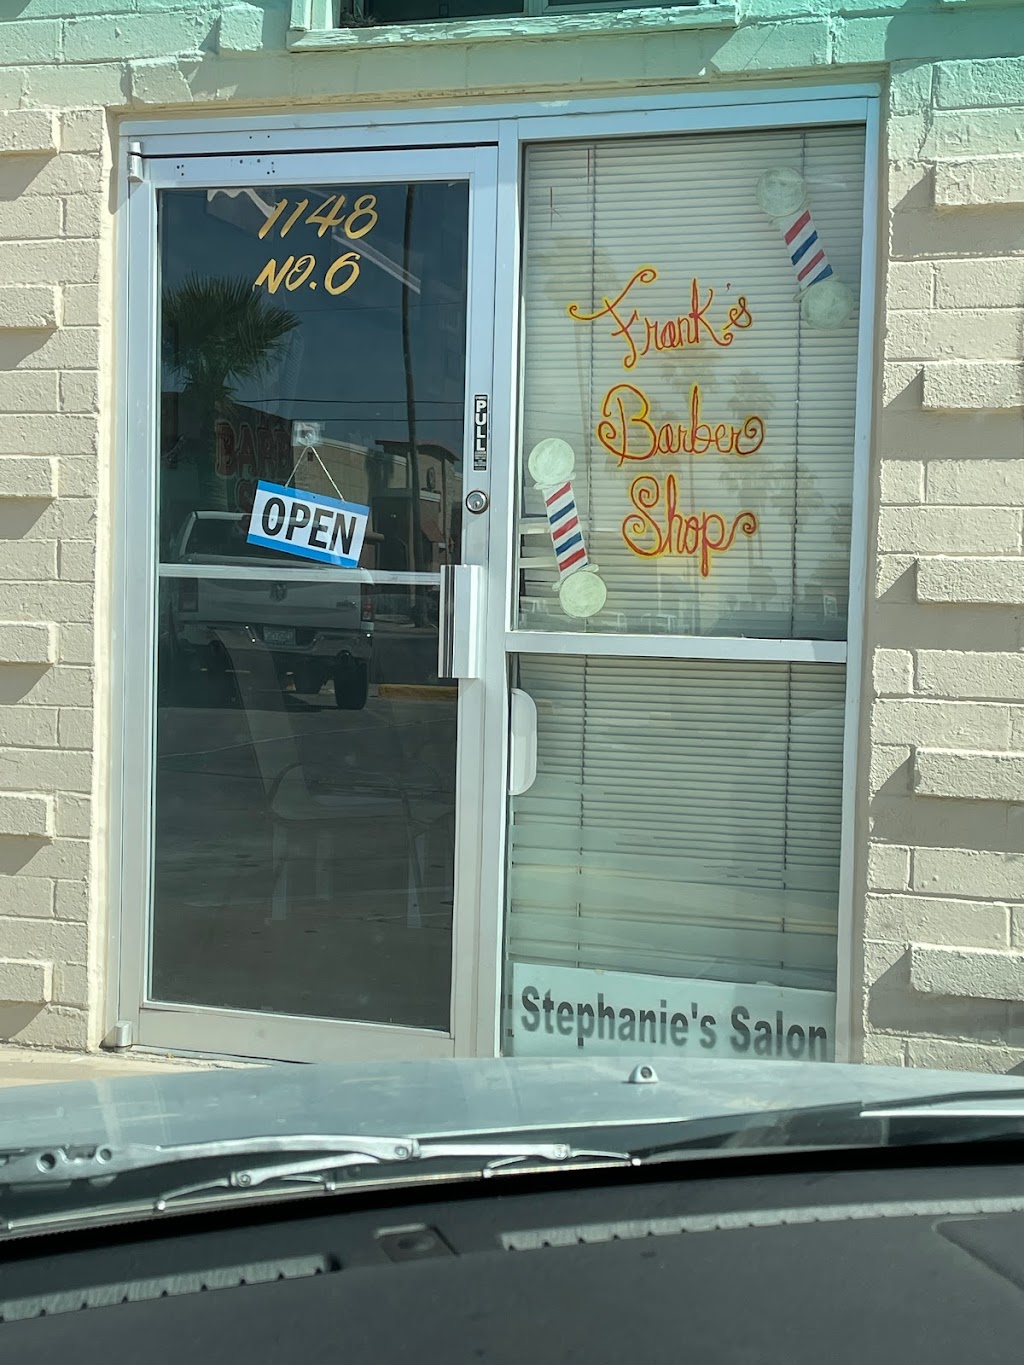 1148
NO.6
OPEN
PULL
Frank's
Barber
Shop
Stephanie's Salon